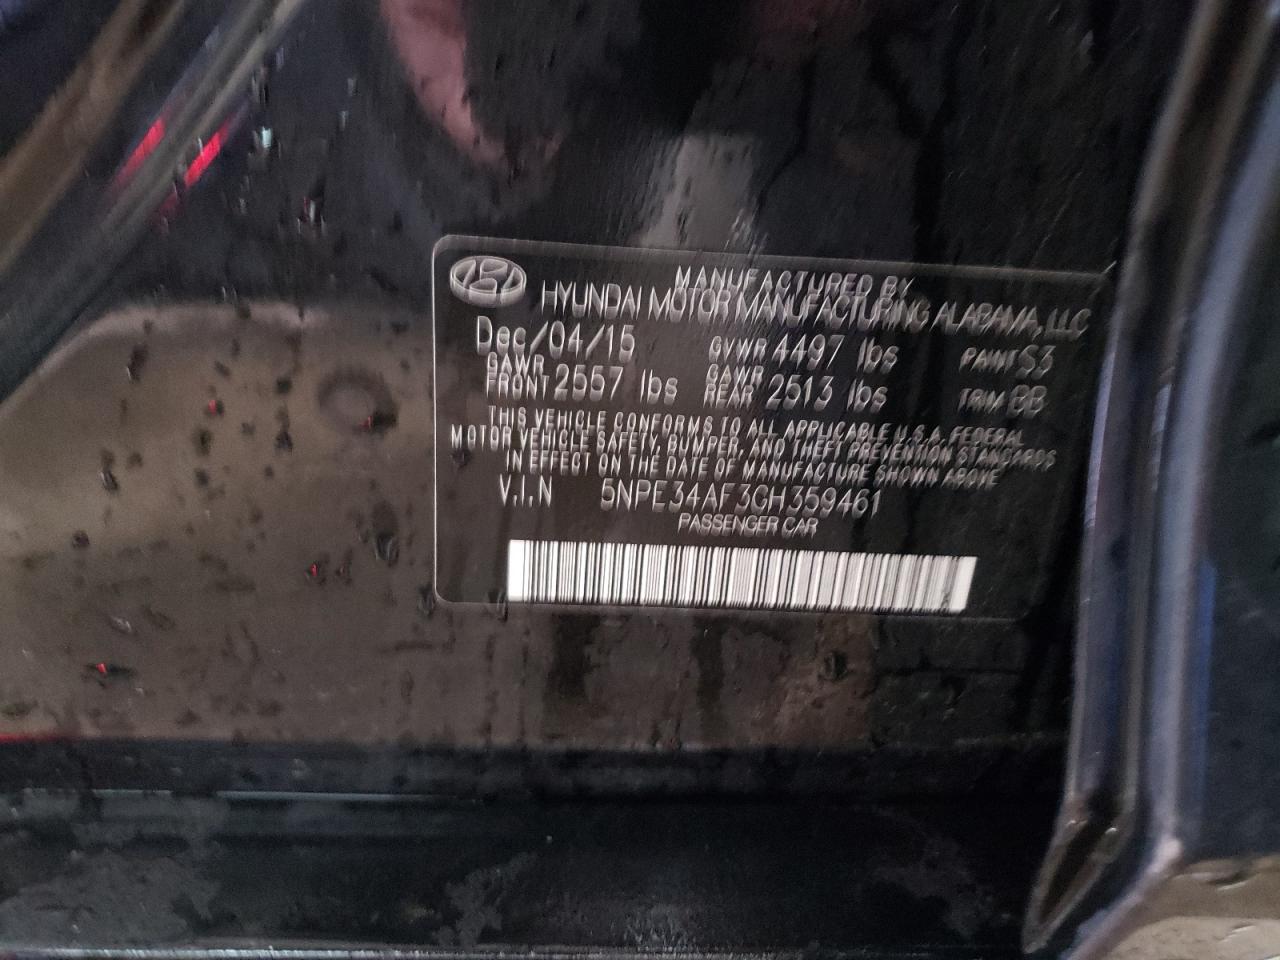 MANUFACTURED BY
HYUNDAI MOTOR MANUFACTURING ALABAMA, LLC
Dec/04/15 GVWR 4497 lbs PAINT S3
GAWR FRONT 2557 lbs GAWR REAR 2513 lbs TRIM BB
THIS VEHICLE CONFORMS TO ALL APPLICABLE U.S.A. FEDERAL
MOTOR VEHICLE SAFETY, BUMPER, AND THEFT PREVENTION STANDARDS
IN EFFECT ON THE DATE OF MANUFACTURE SHOWN ABOVE
V.I.N 5NPE34AF3GH359461
PASSENGER CAR